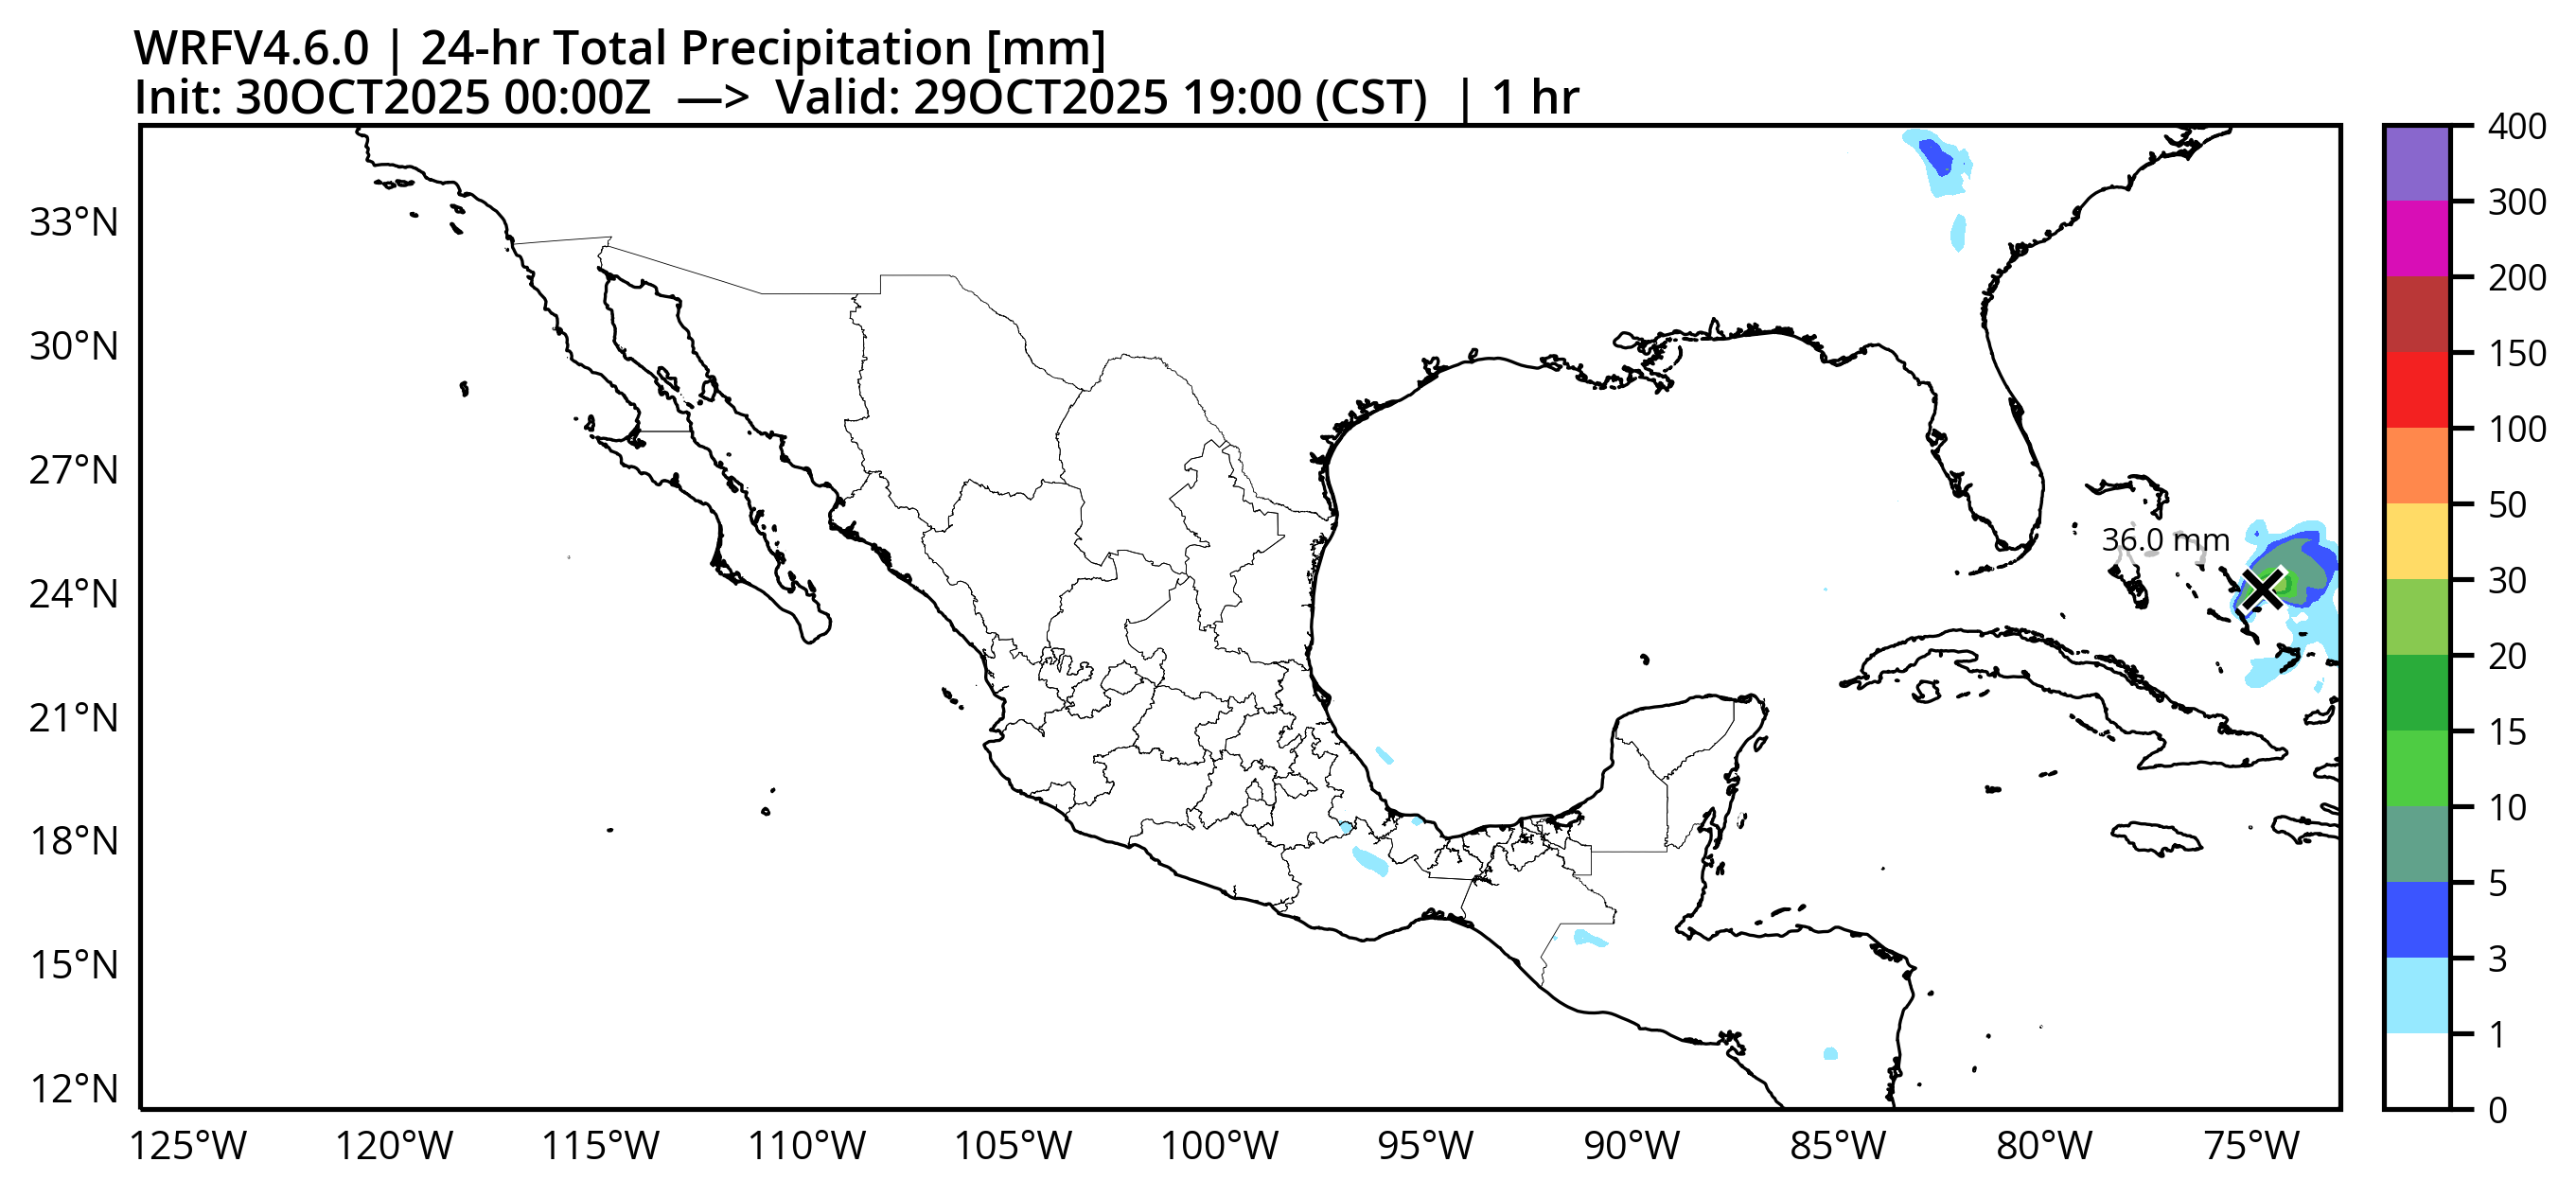 WRFV4.6.0 | 24-hr Total Precipitation [mm]
Init: 30OCT2025 00:00Z —> Valid: 29OCT2025 19:00 (CST) | 1 hr
33°N
30°N
27°N
24°N
21°N
18°N
15°N
12°N
125°W 120°W 115°W 110°W 105°W 100°W 95°W 90°W 85°W 80°W 75°W
36.0 mm
400
300
200
150
100
50
30
20
15
10
5
3
1
0